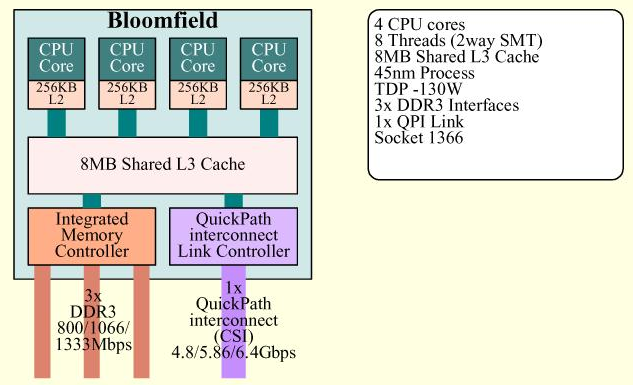 Bloomfield
CPU
Core
CPU
Core
CPU
Core
CPU
Core
256KB
L2
256KB
L2
256KB
L2
256KB
L2
8MB Shared L3 Cache
Integrated
Memory
Controller
QuickPath
interconnect
Link Controller
3x
DDR3
800/1066/
1333Mbps
1x
QuickPath
interconnect
(CSI)
4.8/5.86/6.4Gbps
4 CPU cores
8 Threads (2way SMT)
8MB Shared L3 Cache
45nm Process
TDP -130W
3x DDR3 Interfaces
1x QPI Link
Socket 1366